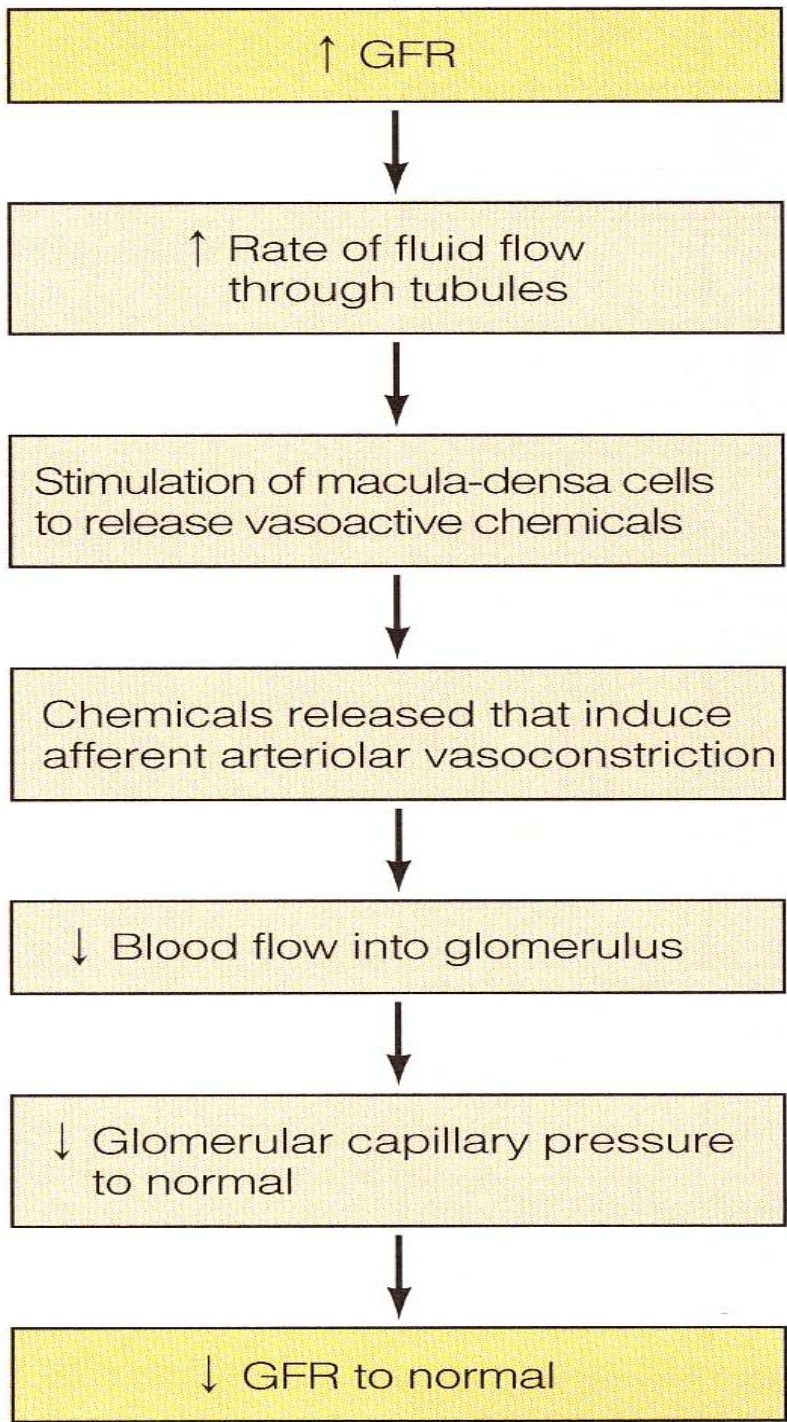 ↑ GFR
↑ Rate of fluid flow
through tubules
Stimulation of macula-densa cells
to release vasoactive chemicals
Chemicals released that induce
afferent arteriolar vasoconstriction
↓ Blood flow into glomerulus
↓ Glomerular capillary pressure
to normal
↓ GFR to normal